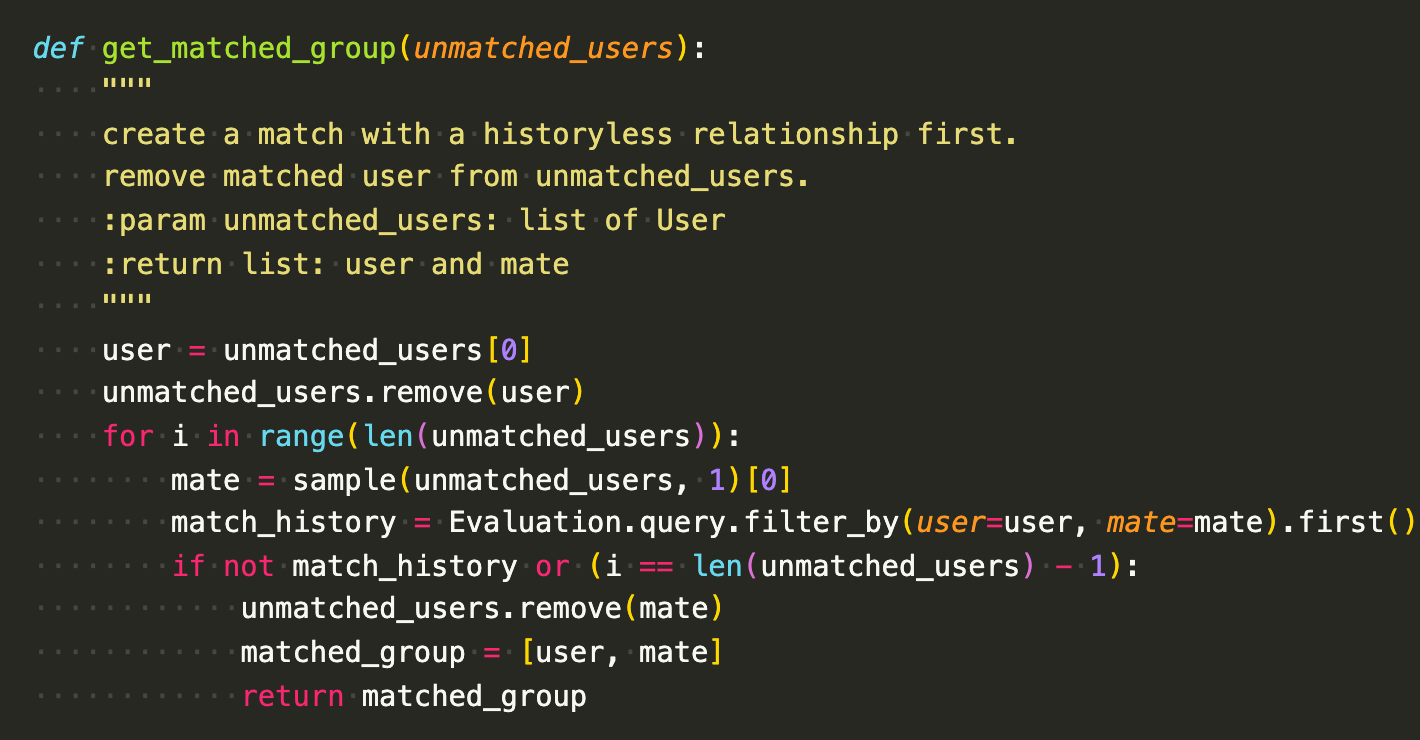 def get_matched_group(unmatched_users):
    """
    create a match with a historyless relationship first.
    remove matched user from unmatched_users.
    :param unmatched_users: list of User
    :return list: user and mate
    """
    user = unmatched_users[0]
    unmatched_users.remove(user)
    for i in range(len(unmatched_users)):
        mate = sample(unmatched_users, 1)[0]
        match_history = Evaluation.query.filter_by(user=user, mate=mate).first()
        if not match_history or (i == len(unmatched_users) - 1):
            unmatched_users.remove(mate)
            matched_group = [user, mate]
            return matched_group